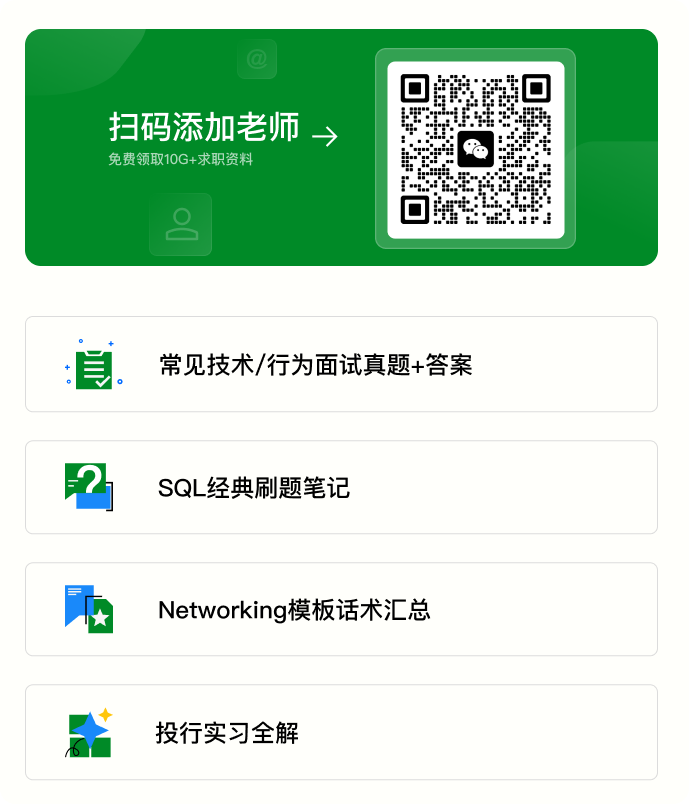 扫码添加老师
免费领取10G+求职资料
常见技术/行为面试真题+答案
SQL经典刷题笔记
Networking模板话术汇总
投行实习全解